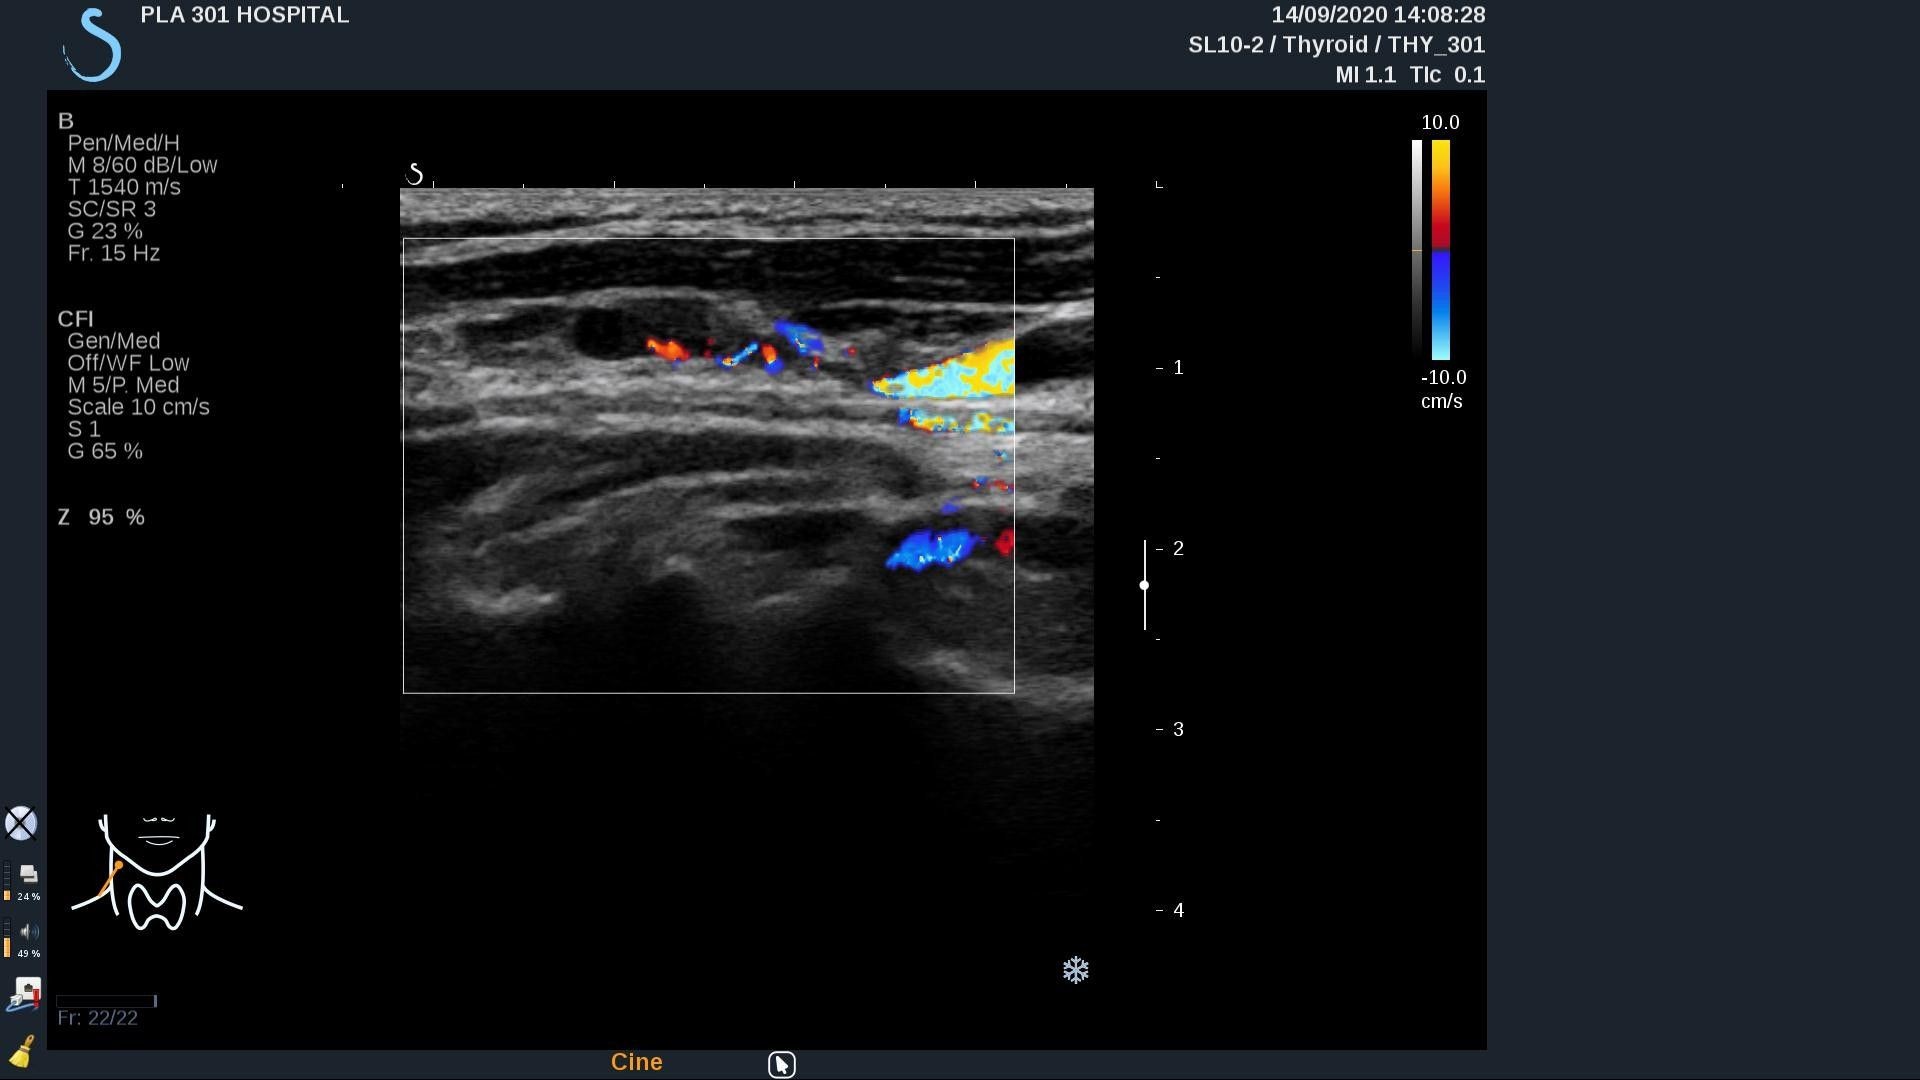 PLA 301 HOSPITAL
14/09/2020 14:08:28
SL10-2 / Thyroid / THY_301
MI 1.1 TIc 0.1
B
Pen/Med/H
M 8/60 dB/Low
T 1540 m/s
SC/SR 3
G 23 %
Fr. 15 Hz
CFI
Gen/Med
Off/WF Low
M 5/P. Med
Scale 10 cm/s
S 1
G 65 %
Z 95 %
10.0
-10.0
cm/s
1
2
3
4
24 %
49 %
Fr: 22/22
Cine